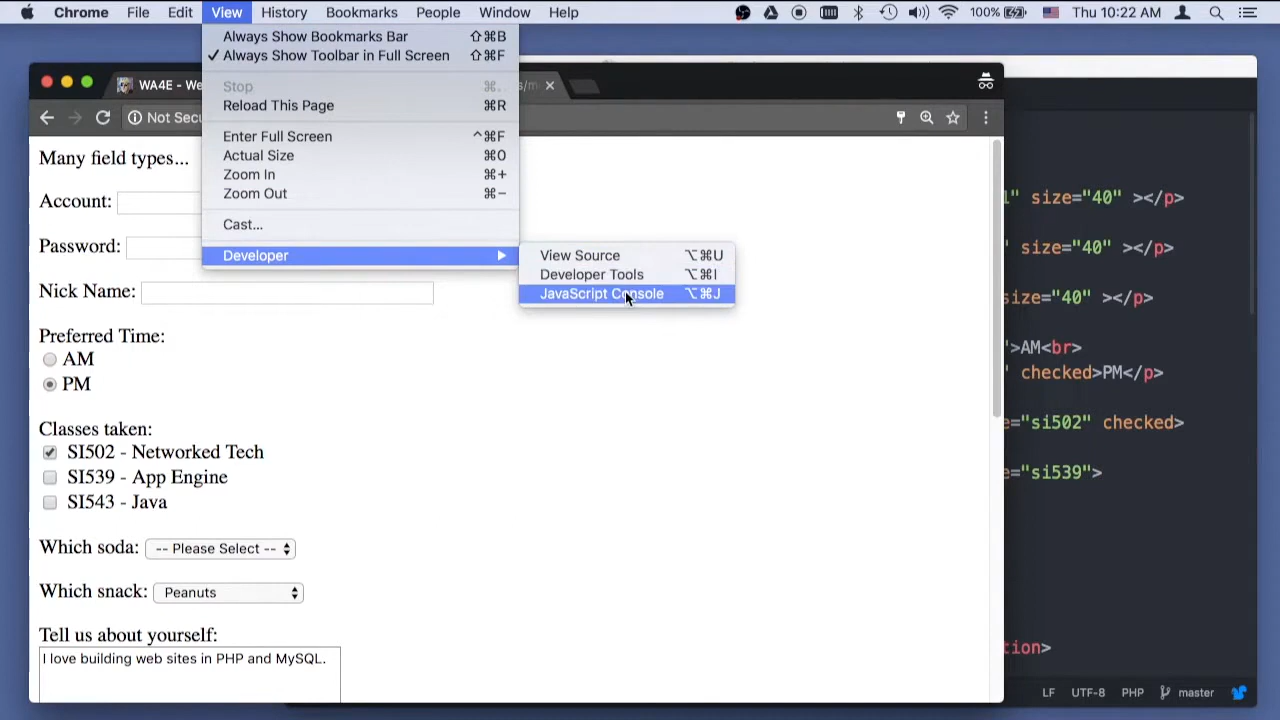 Chrome File Edit View History Bookmarks People Window Help 100% Thu 10:22 AM
Always Show Bookmarks Bar ⇧⌘B
✓ Always Show Toolbar in Full Screen ⇧⌘F
Stop ⌘.
Reload This Page ⌘R
Enter Full Screen ^⌘F
Actual Size ⌘0
Zoom In ⌘+
Zoom Out ⌘−
Cast...
Developer
View Source ⌥⌘U
Developer Tools ⌥⌘I
JavaScript Console ⌥⌘J
WA4E - We
s/m
Not Secu
Many field types...
Account:
Password:
Nick Name:
Preferred Time:
AM
PM
Classes taken:
SI502 - Networked Tech
SI539 - App Engine
SI543 - Java
Which soda: -- Please Select --
Which snack: Peanuts
Tell us about yourself:
I love building web sites in PHP and MySQL.
" size="40" ></p>
" size="40" ></p>
size="40" ></p>
">AM<br>
" checked>PM</p>
e="si502" checked>
e="si539">
tion>
LF UTF-8 PHP master